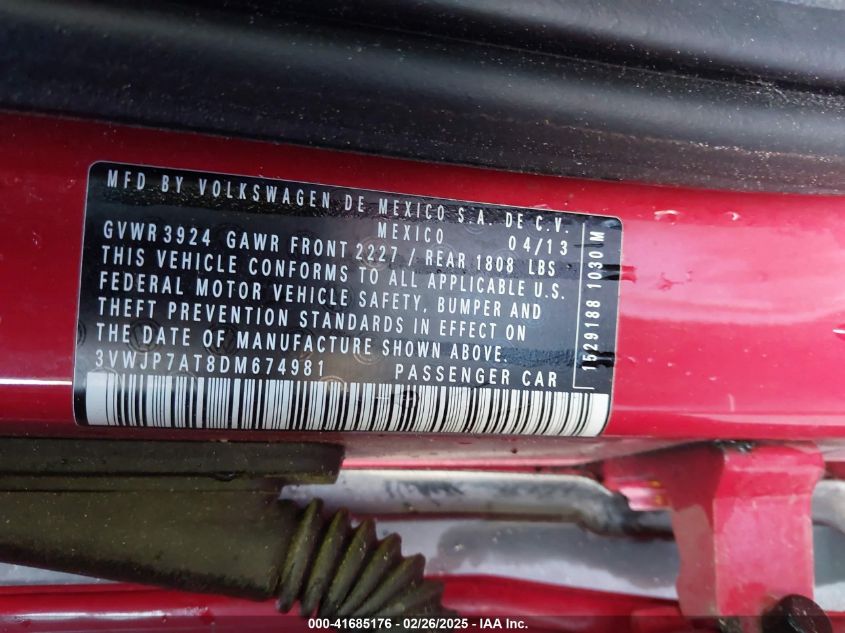 MFD BY VOLKSWAGEN DE MEXICO S.A. DE C.V.
MEXICO 04/13
GVWR 3924 GAWR FRONT 2227 / REAR 1808 LBS
THIS VEHICLE CONFORMS TO ALL APPLICABLE U.S.
FEDERAL MOTOR VEHICLE SAFETY, BUMPER AND
THEFT PREVENTION STANDARDS IN EFFECT ON
THE DATE OF MANUFACTURE SHOWN ABOVE.
3VWJP7AT8DM674981 PASSENGER CAR
1529188 1030 M
000-41685176 - 02/26/2025 - IAA Inc.